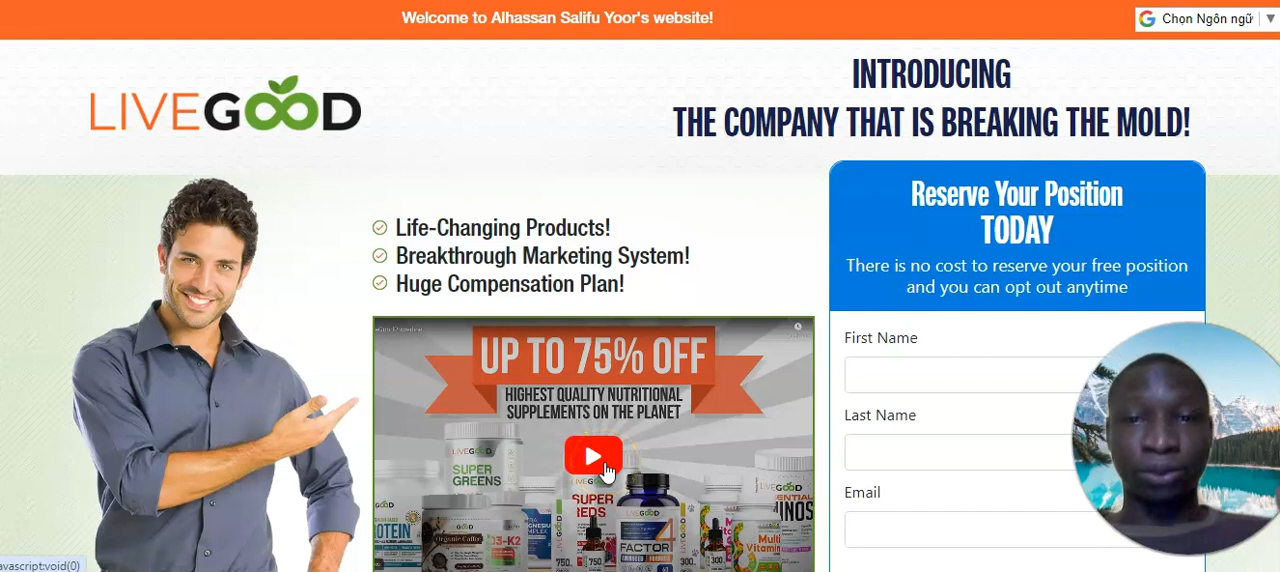 Welcome to Alhassan Salifu Yoor's website!
Chọn Ngôn ngữ ▼
LIVEGOOD
INTRODUCING
THE COMPANY THAT IS BREAKING THE MOLD!
Life-Changing Products!
Breakthrough Marketing System!
Huge Compensation Plan!
UP TO 75% OFF
HIGHEST QUALITY NUTRITIONAL
SUPPLEMENTS ON THE PLANET
LIVEGOOD
SUPER
GREENS
Organic Coffee
D3-K2
SUPER
REDS
FACTOR
4
Multi
Vitamin
Reserve Your Position
TODAY
There is no cost to reserve your free position
and you can opt out anytime
First Name
Last Name
Email
avascript:void(0)